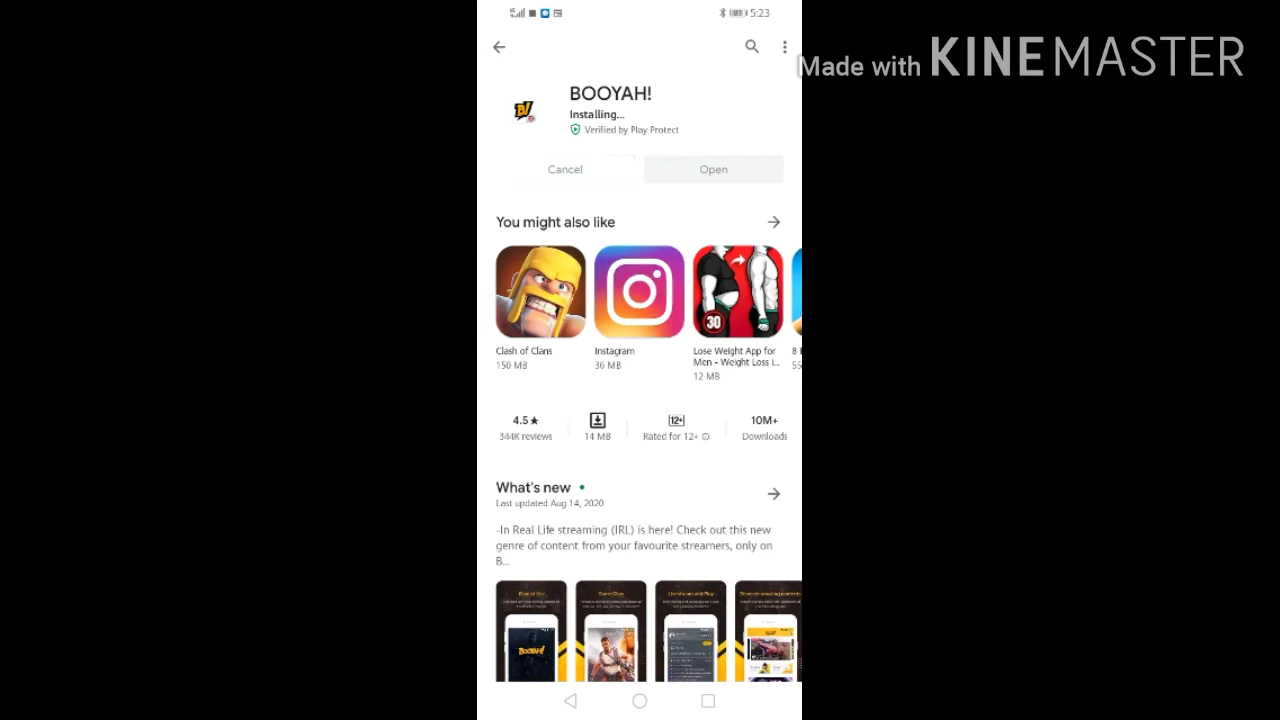 5:23
Made with KINEMASTER
BOOYAH!
Installing...
Verified by Play Protect
Cancel
Open
You might also like
30
Clash of Clans
Instagram
Lose Weight App for
Men - Weight Loss i...
150 MB
36 MB
12 MB
4.5★
12+
10M+
344K reviews
14 MB
Rated for 12+
Downloads
What's new
Last updated Aug 14, 2020
-In Real Life streaming (IRL) is here! Check out this new
genre of content from your favourite streamers, only on
B...
BOOYAH!